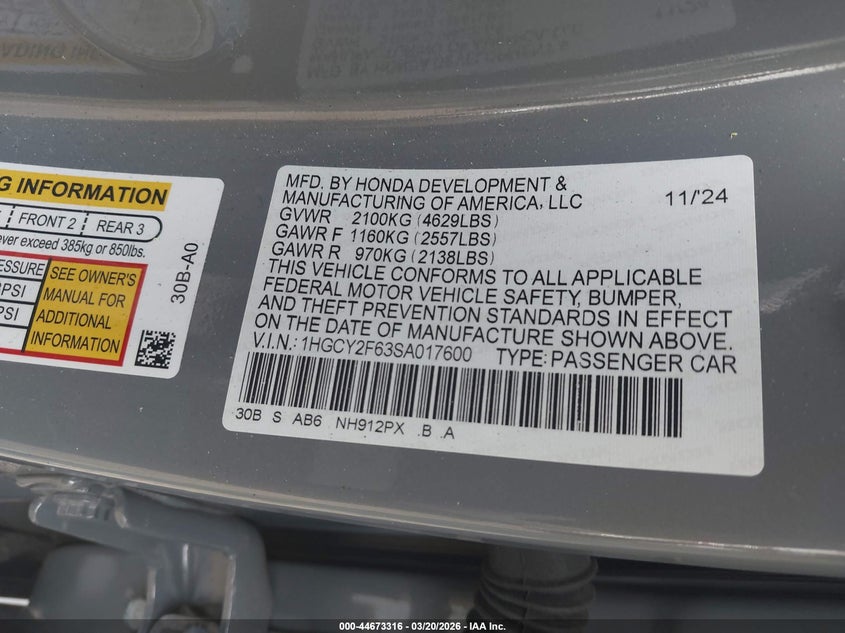 G INFORMATION
FRONT 2 REAR 3
ever exceed 385kg or 850lbs.
PRESSURE
PSI
PSI
SEE OWNER'S
MANUAL FOR
ADDITIONAL
INFORMATION
30B-A0
MFD. BY HONDA DEVELOPMENT &
MANUFACTURING OF AMERICA, LLC 11/'24
GVWR 2100KG (4629LBS)
GAWR F 1160KG (2557LBS)
GAWR R 970KG (2138LBS)
THIS VEHICLE CONFORMS TO ALL APPLICABLE
FEDERAL MOTOR VEHICLE SAFETY, BUMPER,
AND THEFT PREVENTION STANDARDS IN EFFECT
ON THE DATE OF MANUFACTURE SHOWN ABOVE.
V.I.N.: 1HGCY2F63SA017600 TYPE:PASSENGER CAR
30B S AB6 NH912PX .B .A
000-44673316 | 03/20/2026 - IAA Inc.